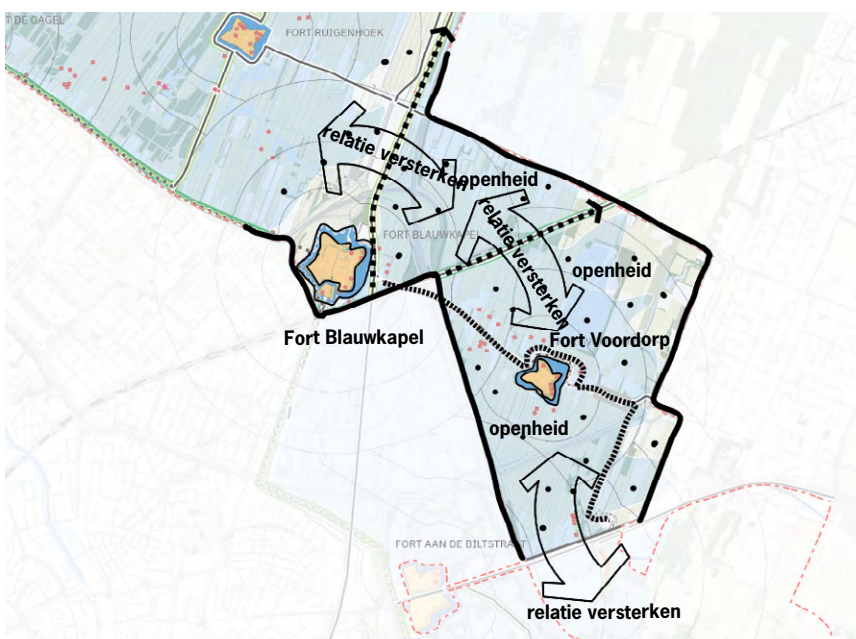 T DE GAGEL
FORT RUIGENHOEK
relatie versterken
openheid
relatie versterken
FORT BLAUWKAPEL
openheid
Fort Blauwkapel
Fort Voordorp
openheid
FORT AAN DE BILTSTRAAT
relatie versterken